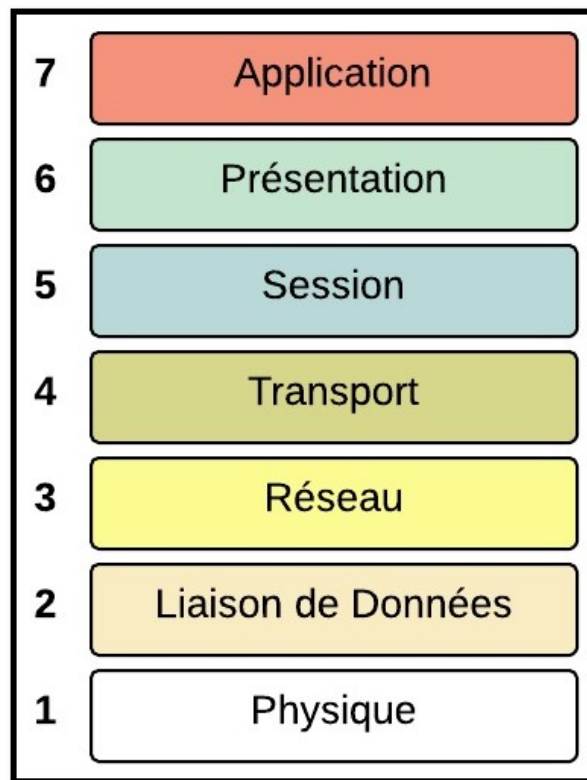 7 Application
6 Présentation
5 Session
4 Transport
3 Réseau
2 Liaison de Données
1 Physique